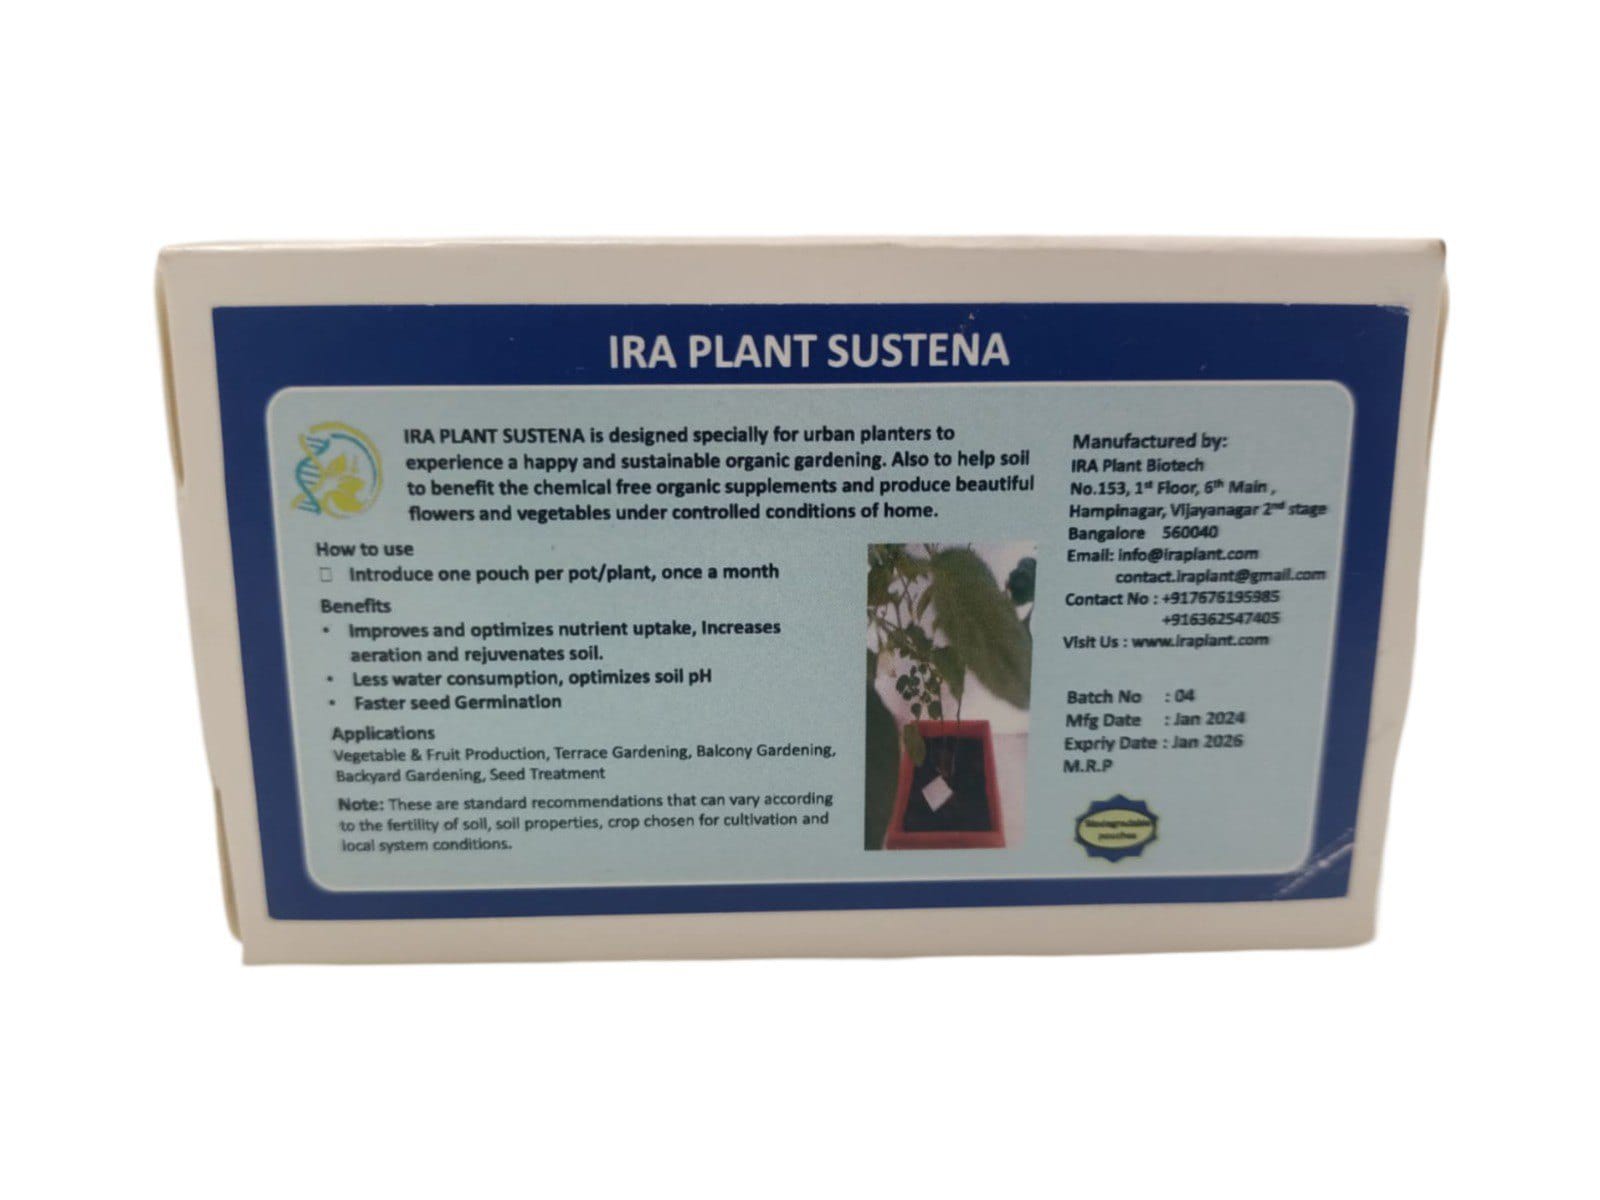 IRA PLANT SUSTENA
IRA PLANT SUSTENA is designed specially for urban planters to
experience a happy and sustainable organic gardening. Also to help soil
to benefit the chemical free organic supplements and produce beautiful
flowers and vegetables under controlled conditions of home.
How to use
Introduce one pouch per pot/plant, once a month
Benefits
• Improves and optimizes nutrient uptake, Increases
aeration and rejuvenates soil.
• Less water consumption, optimizes soil pH
• Faster seed Germination
Applications
Vegetable & Fruit Production, Terrace Gardening, Balcony Gardening,
Backyard Gardening, Seed Treatment
Note: These are standard recommendations that can vary according
to the fertility of soil, soil properties, crop chosen for cultivation and
local system conditions.
Manufactured by:
IRA Plant Biotech
No.153, 1st Floor, 6th Main ,
Hampinagar, Vijayanagar 2nd stage
Bangalore 560040
Email: info@iraplant.com
contact.iraplant@gmail.com
Contact No : +917676195985
+916362547405
Visit Us : www.iraplant.com
Batch No : 04
Mfg Date : Jan 2024
Expriy Date : Jan 2026
M.R.P
Biodegradable
pouches